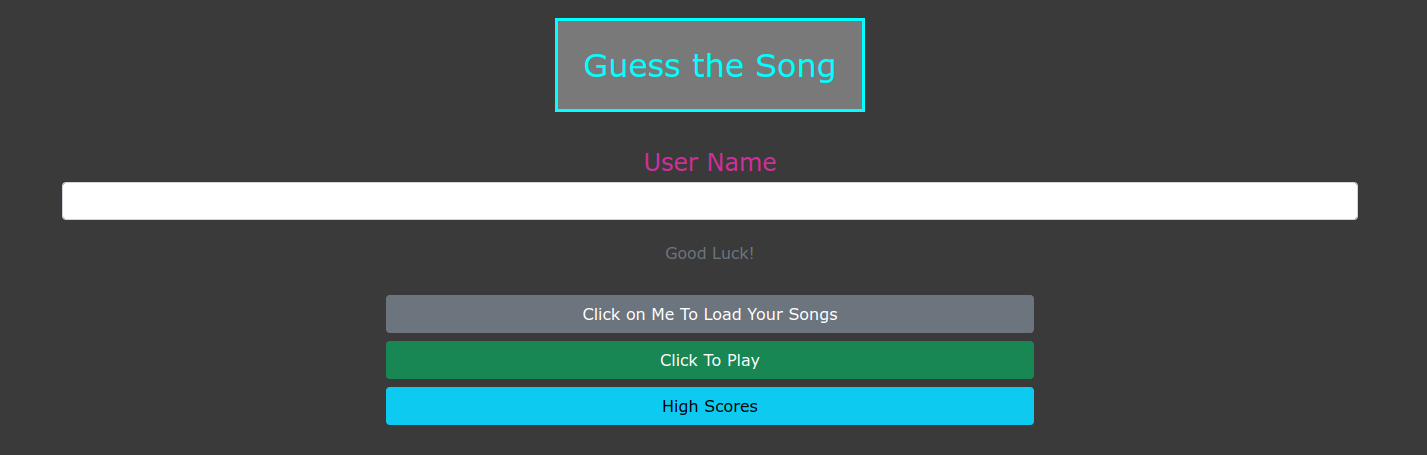 Guess the Song
User Name
Good Luck!
Click on Me To Load Your Songs
Click To Play
High Scores